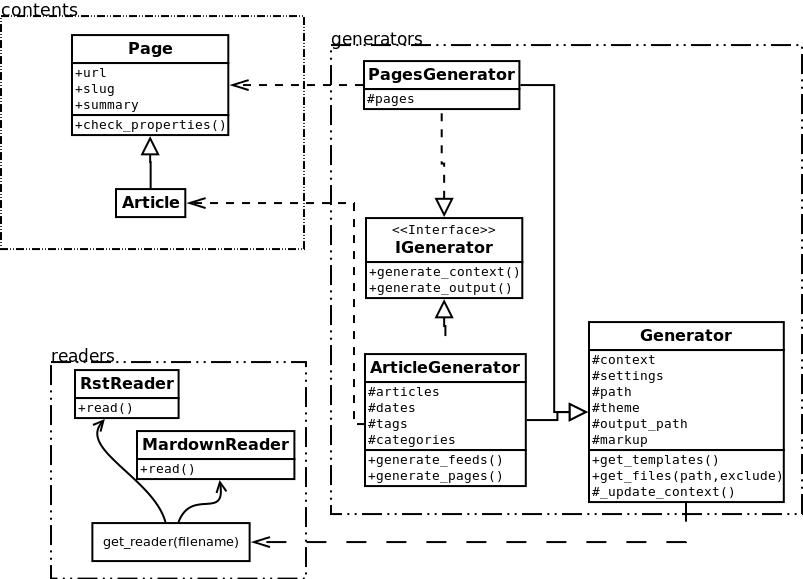 contents
Page
+url
+slug
+summary
+check_properties()
Article
generators
PagesGenerator
#pages
<<Interface>>
IGenerator
+generate_context()
+generate_output()
ArticleGenerator
#articles
#dates
#tags
#categories
+generate_feeds()
+generate_pages()
Generator
#context
#settings
#path
#theme
#output_path
#markup
+get_templates()
+get_files(path,exclude)
#_update_context()
readers
RstReader
+read()
MardownReader
+read()
get_reader(filename)